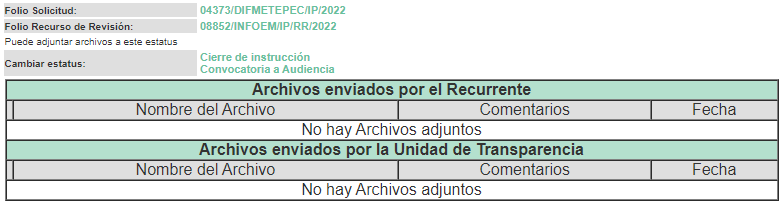 Folio Solicitud: 04373/DIFMETEPEC/IP/2022
Folio Recurso de Revisión: 08852/INFOEM/IP/RR/2022
Puede adjuntar archivos a este estatus
Cambiar estatus: Cierre de instrucción
Convocatoria a Audiencia
Archivos enviados por el Recurrente
Nombre del Archivo Comentarios Fecha
No hay Archivos adjuntos
Archivos enviados por la Unidad de Transparencia
Nombre del Archivo Comentarios Fecha
No hay Archivos adjuntos